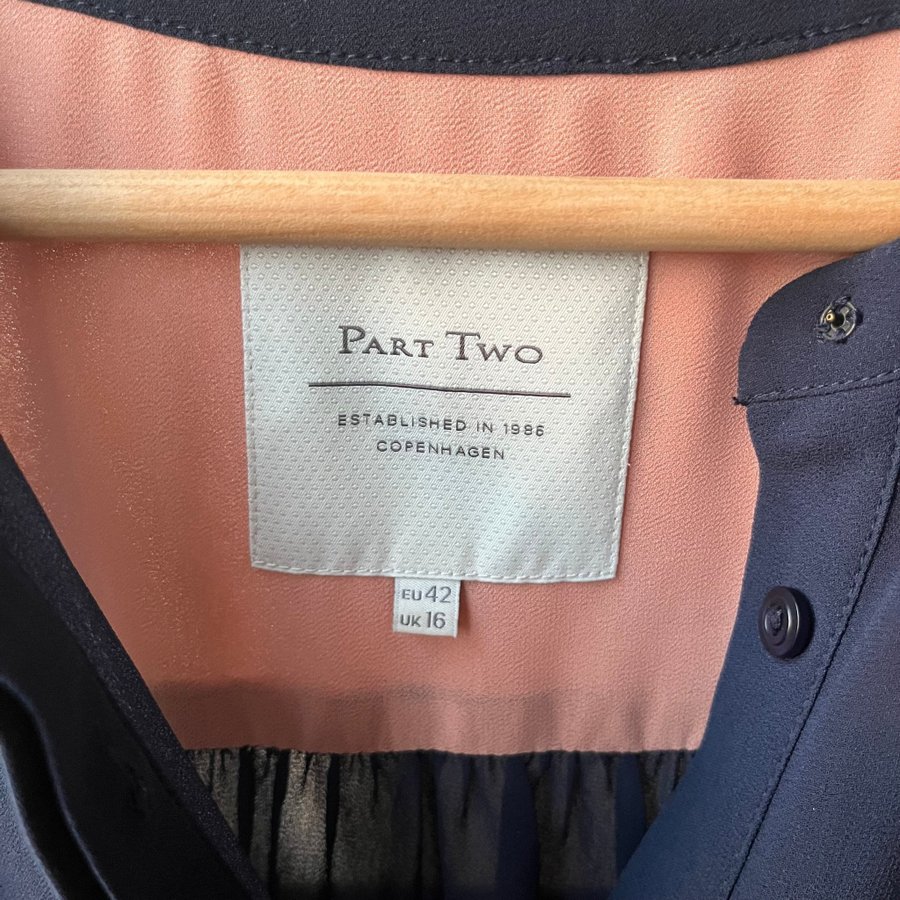 PART TWO
ESTABLISHED IN 1986
COPENHAGEN
EU 42
UK 16